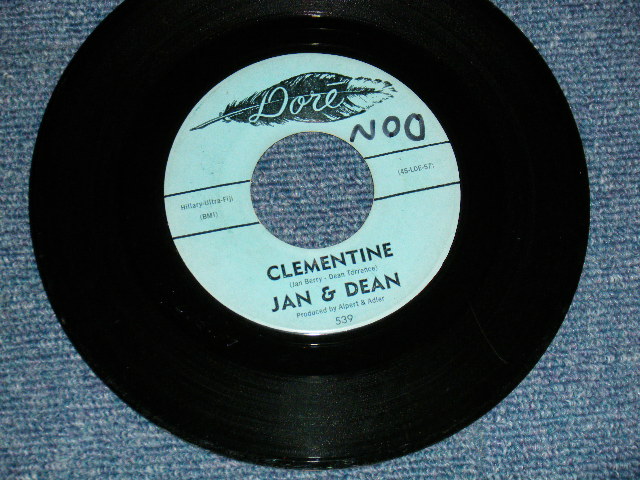 Doré
NOO
(45-LDE-57)
Hillary-Ultra-Fiji
(BMI)
CLEMENTINE
(Jan Berry - Dean Torrence)
JAN & DEAN
Produced by Alpert & Adler
539